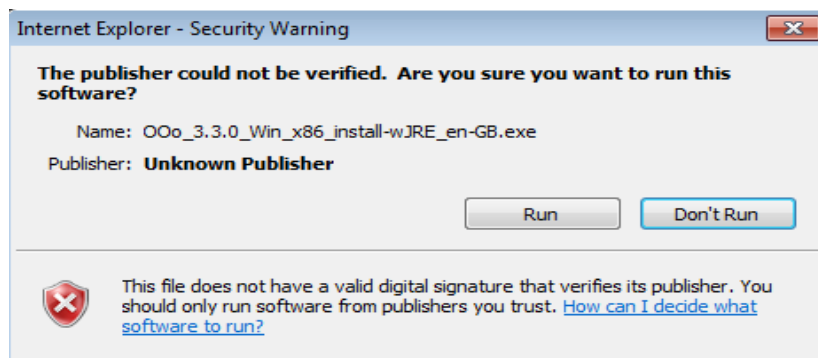 Internet Explorer - Security Warning
The publisher could not be verified. Are you sure you want to run this
software?
Name: OOo_3.3.0_Win_x86_install-wJRE_en-GB.exe
Publisher: Unknown Publisher
Run Don't Run
This file does not have a valid digital signature that verifies its publisher. You
should only run software from publishers you trust. How can I decide what
software to run?